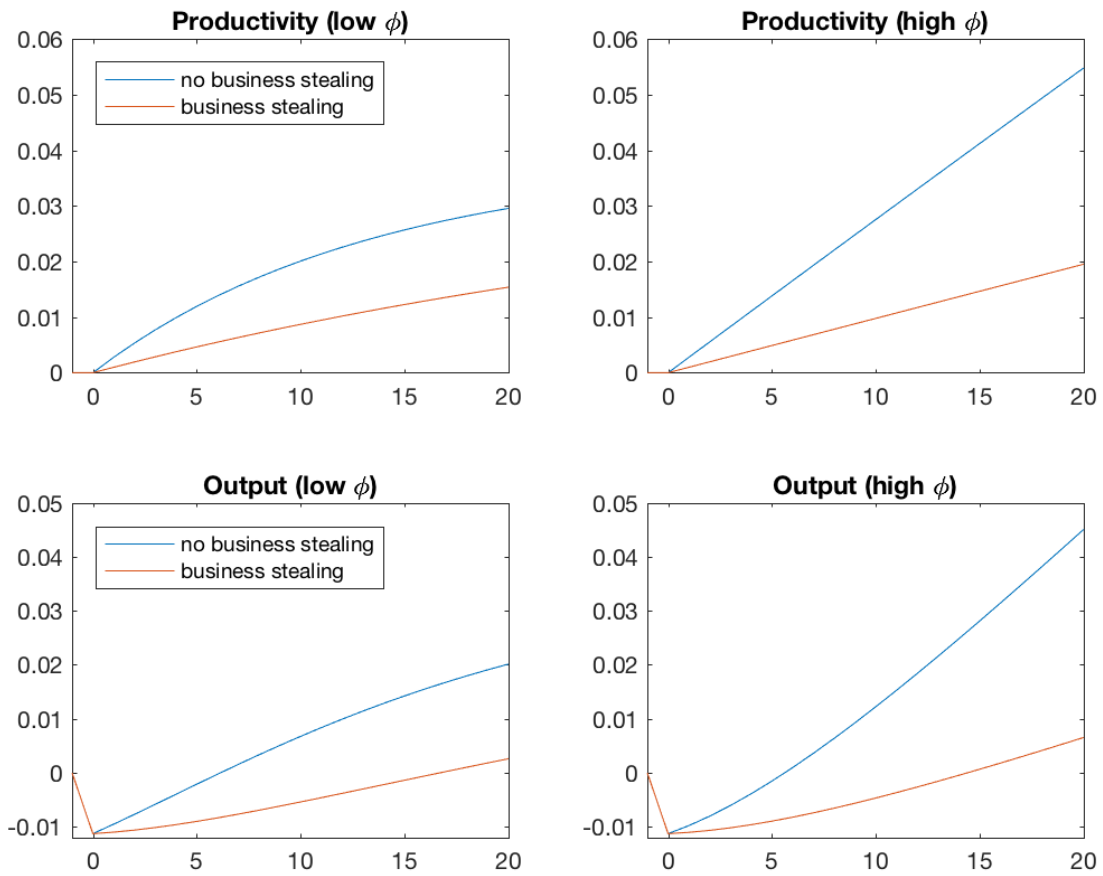 Productivity (low ϕ)
0.06
0.05
0.04
0.03
0.02
0.01
0
no business stealing
business stealing
0 5 10 15 20
Productivity (high ϕ)
0.06
0.05
0.04
0.03
0.02
0.01
0
0 5 10 15 20
Output (low ϕ)
0.05
0.04
0.03
0.02
0.01
0
-0.01
no business stealing
business stealing
0 5 10 15 20
Output (high ϕ)
0.05
0.04
0.03
0.02
0.01
0
-0.01
0 5 10 15 20